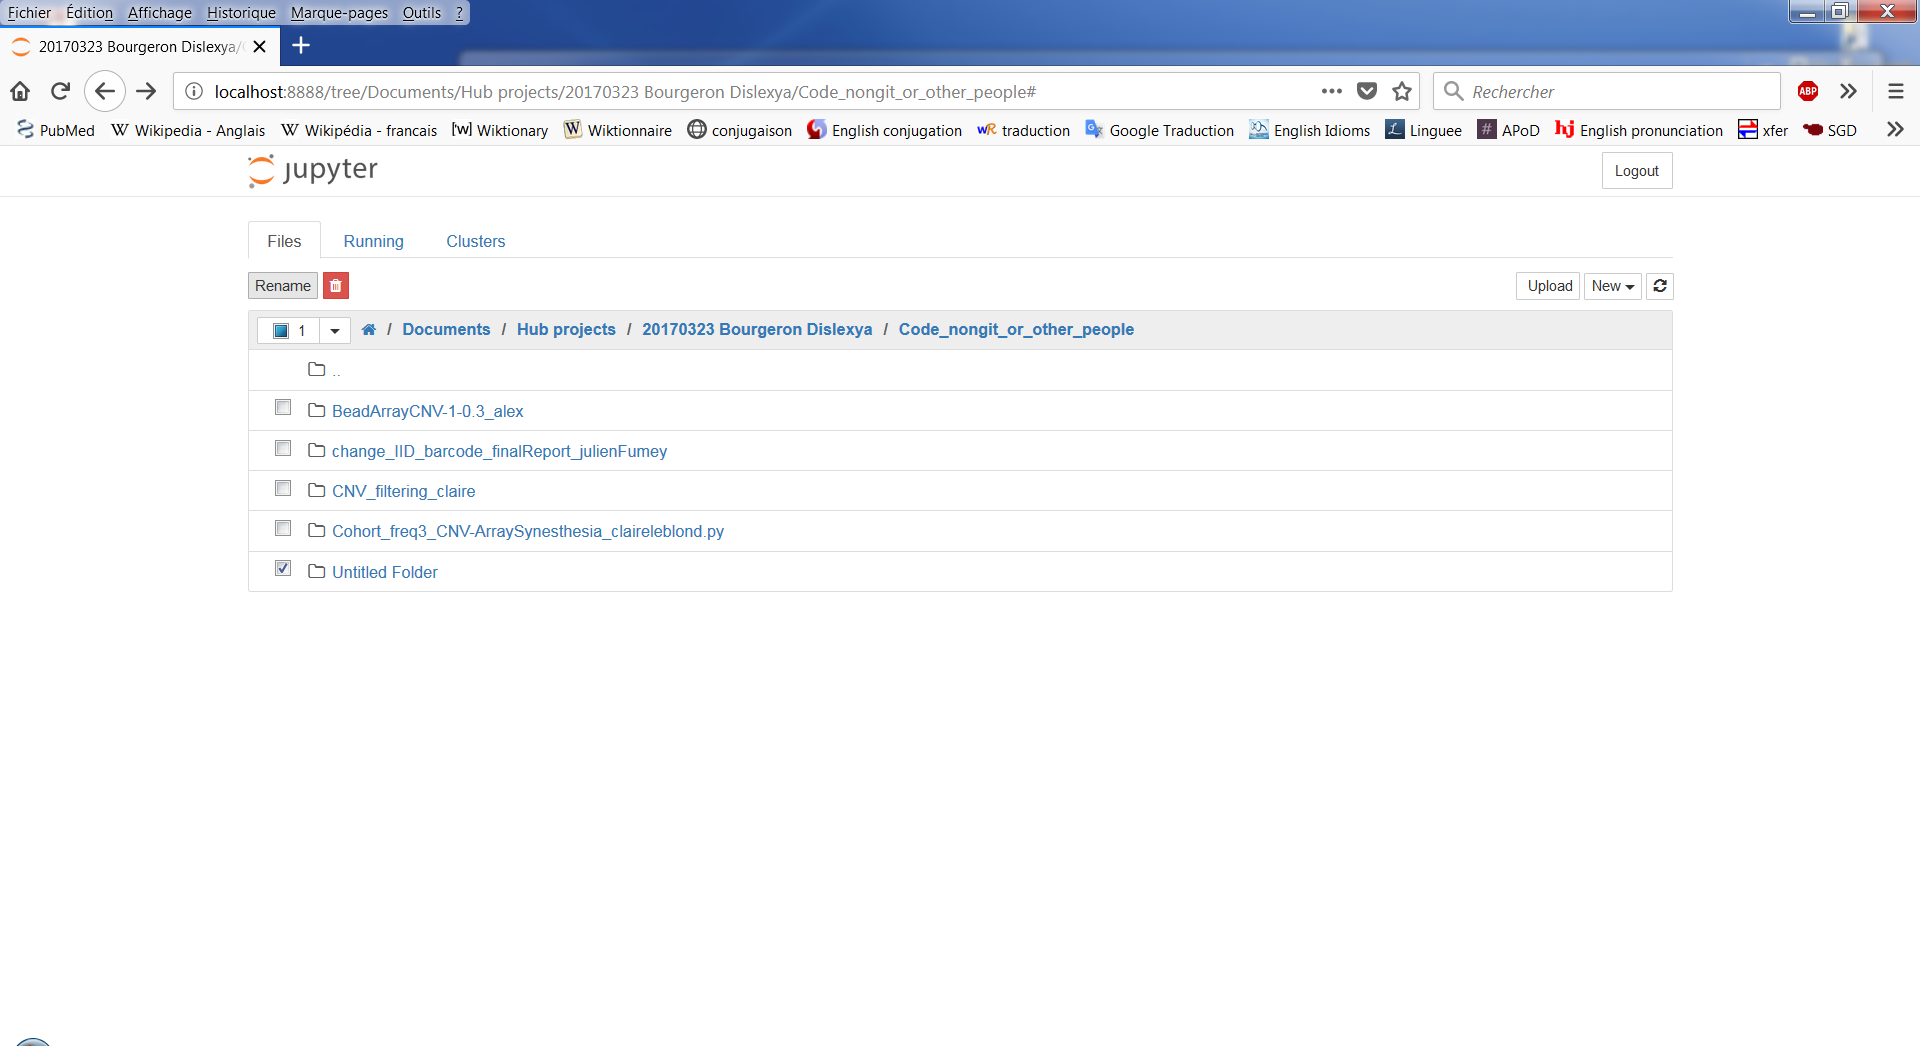 Fichier Édition Affichage Historique Marque-pages Outils ?
20170323 Bourgeron Dislexya/
localhost:8888/tree/Documents/Hub projects/20170323 Bourgeron Dislexya/Code_nongit_or_other_people#
Rechercher
ABP
PubMed W Wikipedia - Anglais W Wikipédia - francais [w] Wiktionary W Wiktionnaire conjugaison English conjugation wR traduction Google Traduction English Idioms L Linguee # APoD hj English pronunciation xfer SGD
jupyter
Logout
Files Running Clusters
Rename
Upload New
1 / Documents / Hub projects / 20170323 Bourgeron Dislexya / Code_nongit_or_other_people
..
BeadArrayCNV-1-0.3_alex
change_IID_barcode_finalReport_julienFumey
CNV_filtering_claire
Cohort_freq3_CNV-ArraySynesthesia_claireleblond.py
Untitled Folder